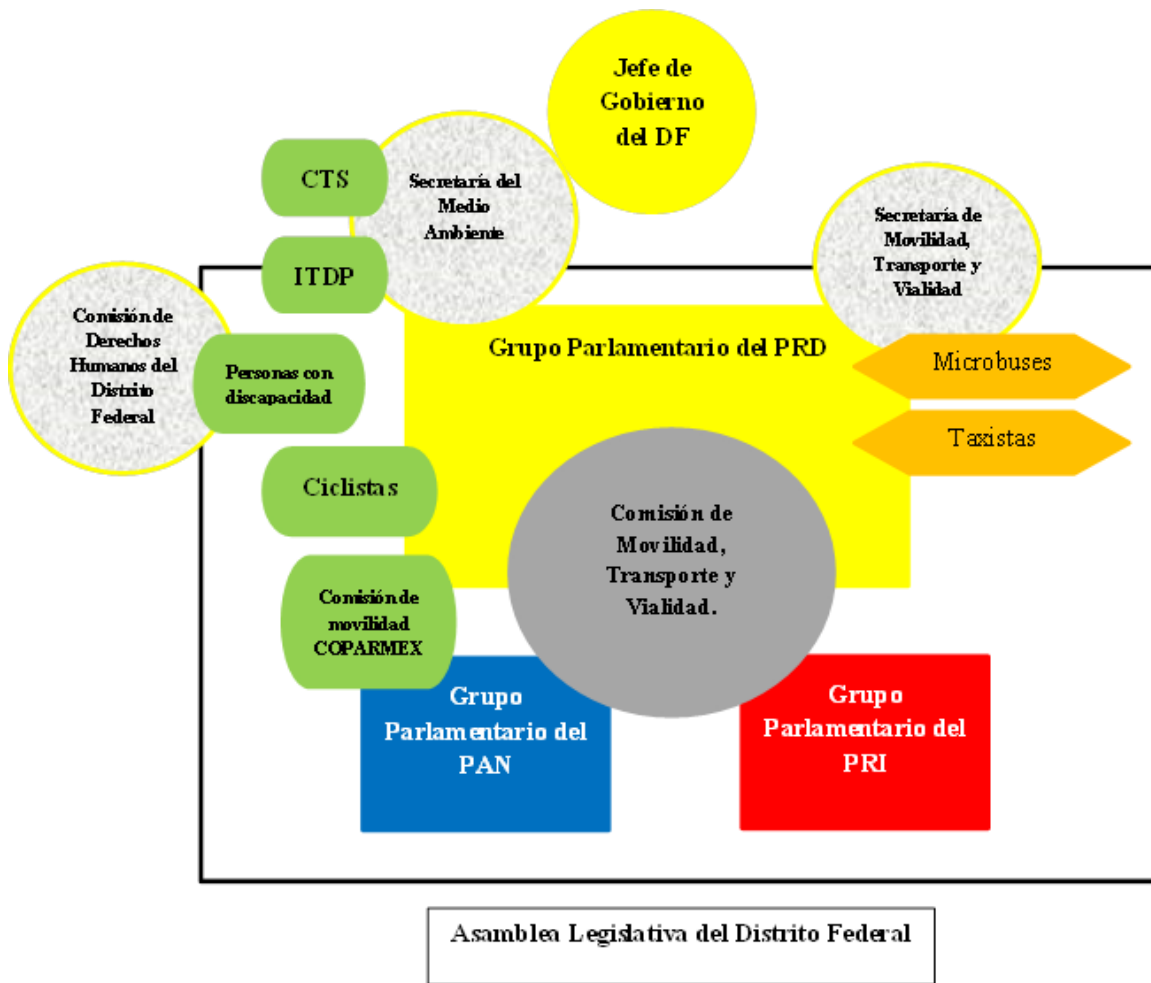 Jefe de
Gobierno
del DF
CTS
Secretaría del
Medio
Ambiente
Secretaría de
Movilidad,
Transporte y
Vialidad
ITDP
Comisión de
Derechos
Humanos del
Distrito
Federal
Personas con
discapacidad
Grupo Parlamentario del PRD
Microbuses
Taxistas
Ciclistas
Comisión de
Movilidad,
Transporte y
Vialidad.
Comisión de
movilidad
COPARMEX
Grupo
Parlamentario del
PAN
Grupo
Parlamentario del
PRI
Asamblea Legislativa del Distrito Federal